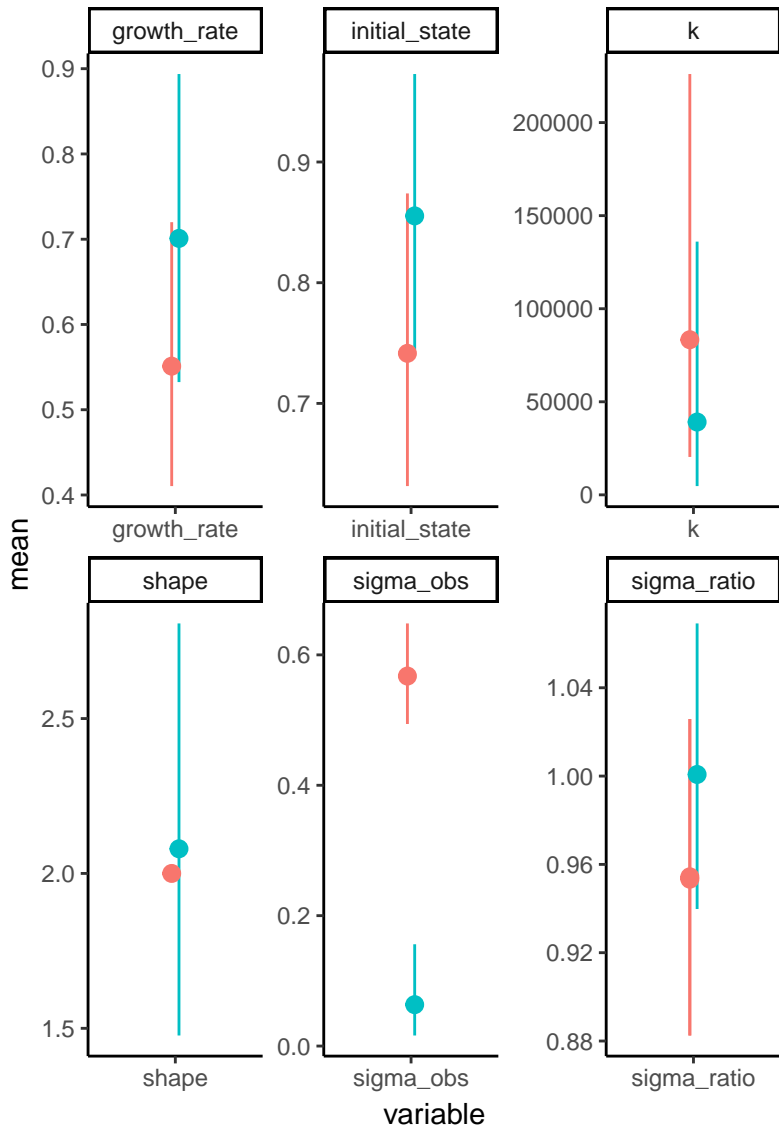 growth_rate
initial_state
k
0.9
0.8
0.7
0.6
0.5
0.4
0.9
0.8
0.7
200000
150000
100000
50000
0
growth_rate
initial_state
k
mean
shape
sigma_obs
sigma_ratio
2.5
2.0
1.5
0.6
0.4
0.2
0.0
1.04
1.00
0.96
0.92
0.88
shape
sigma_obs
sigma_ratio
variable